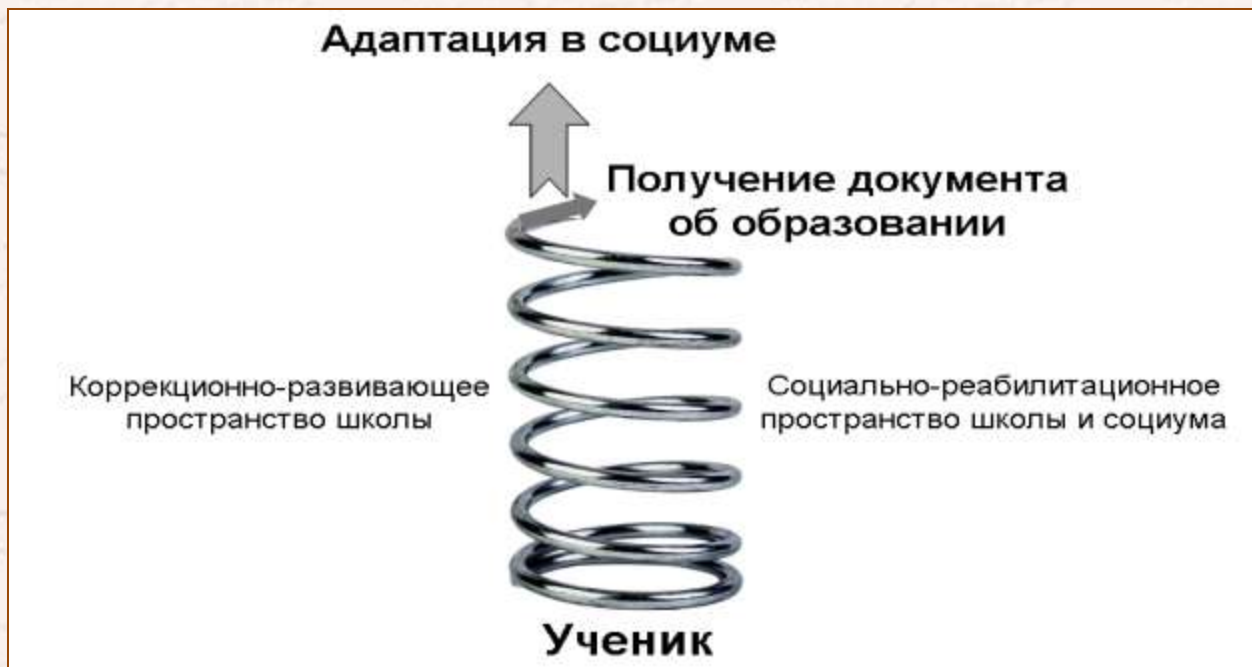 Адаптация в социуме
Получение документа
об образовании
Коррекционно-развивающее
пространство школы
Социально-реабилитационное
пространство школы и социума
Ученик